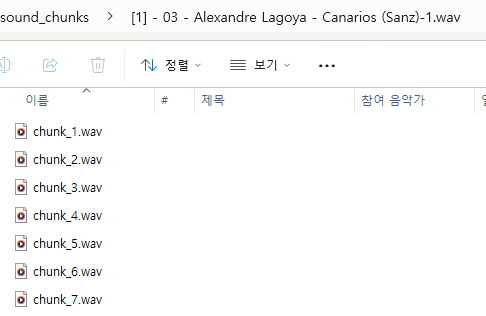 sound_chunks > [1] - 03 - Alexandre Lagoya - Canarios (Sanz)-1.wav
정렬 보기 ...
이름 # 제목 참여 음악가
chunk_1.wav
chunk_2.wav
chunk_3.wav
chunk_4.wav
chunk_5.wav
chunk_6.wav
chunk_7.wav